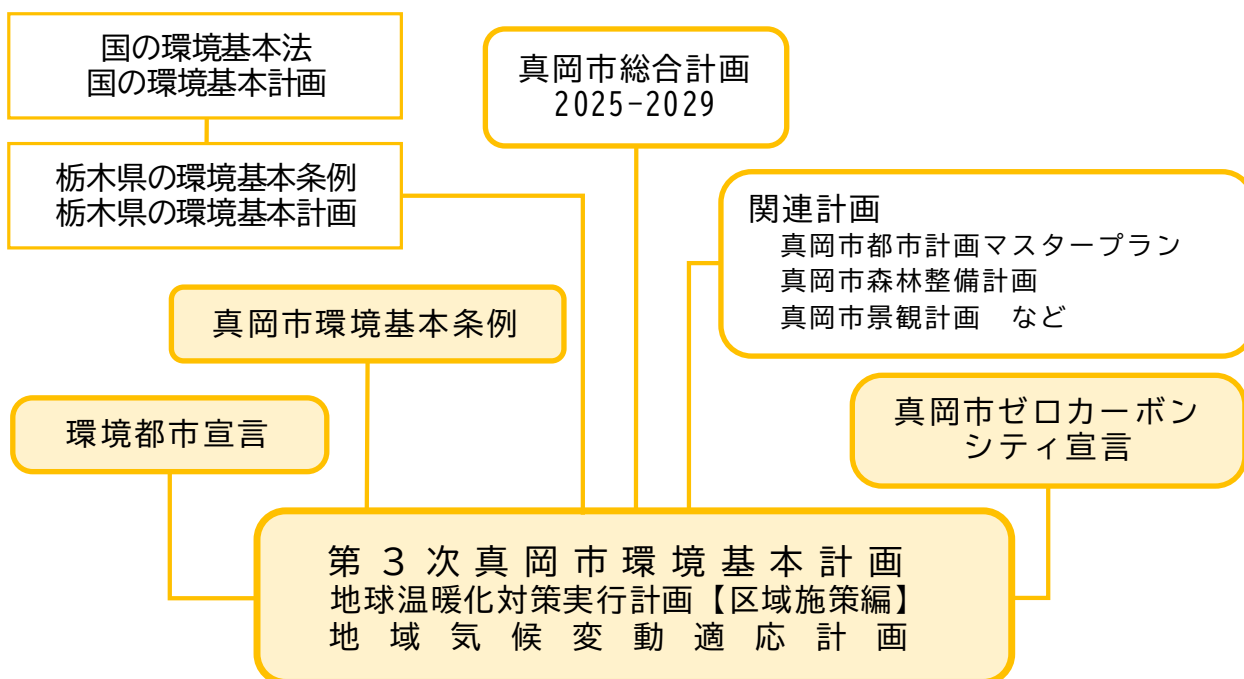 国の環境基本法
国の環境基本計画
真岡市総合計画
2025-2029
栃木県の環境基本条例
栃木県の環境基本計画
関連計画
真岡市都市計画マスタープラン
真岡市森林整備計画
真岡市景観計画　など
真岡市環境基本条例
環境都市宣言
真岡市ゼロカーボン
シティ宣言
第３次真岡市環境基本計画
地球温暖化対策実行計画【区域施策編】
地域気候変動適応計画